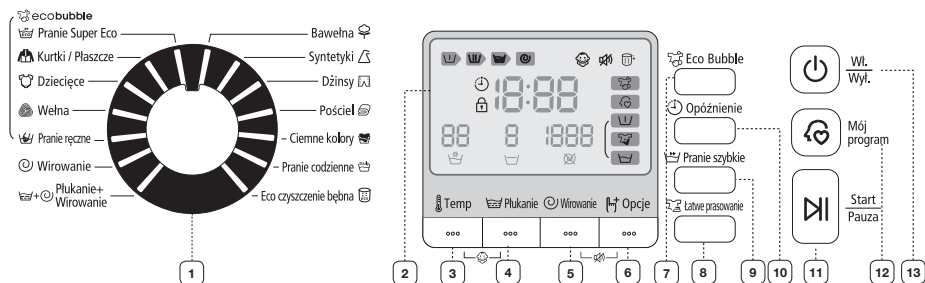 ecobubble
Pranie Super Eco
Kurtki / Płaszcze
Dziecięce
Wełna
Pranie ręczne
Wirowanie
Płukanie+
Wirowanie
Bawełna
Syntetyki
Dżinsy
Pościel
Ciemne kolory
Pranie codzienne
Eco czyszczenie bębna
1
18:88
88 8 1888
Temp Płukanie Wirowanie Opcje
Eco Bubble
Opóźnienie
Pranie szybkie
Łatwe prasowanie
Wł.
Wył.
Mój
program
Start
Pauza
2 3 4 5 6 7 8 9 10 11 12 13